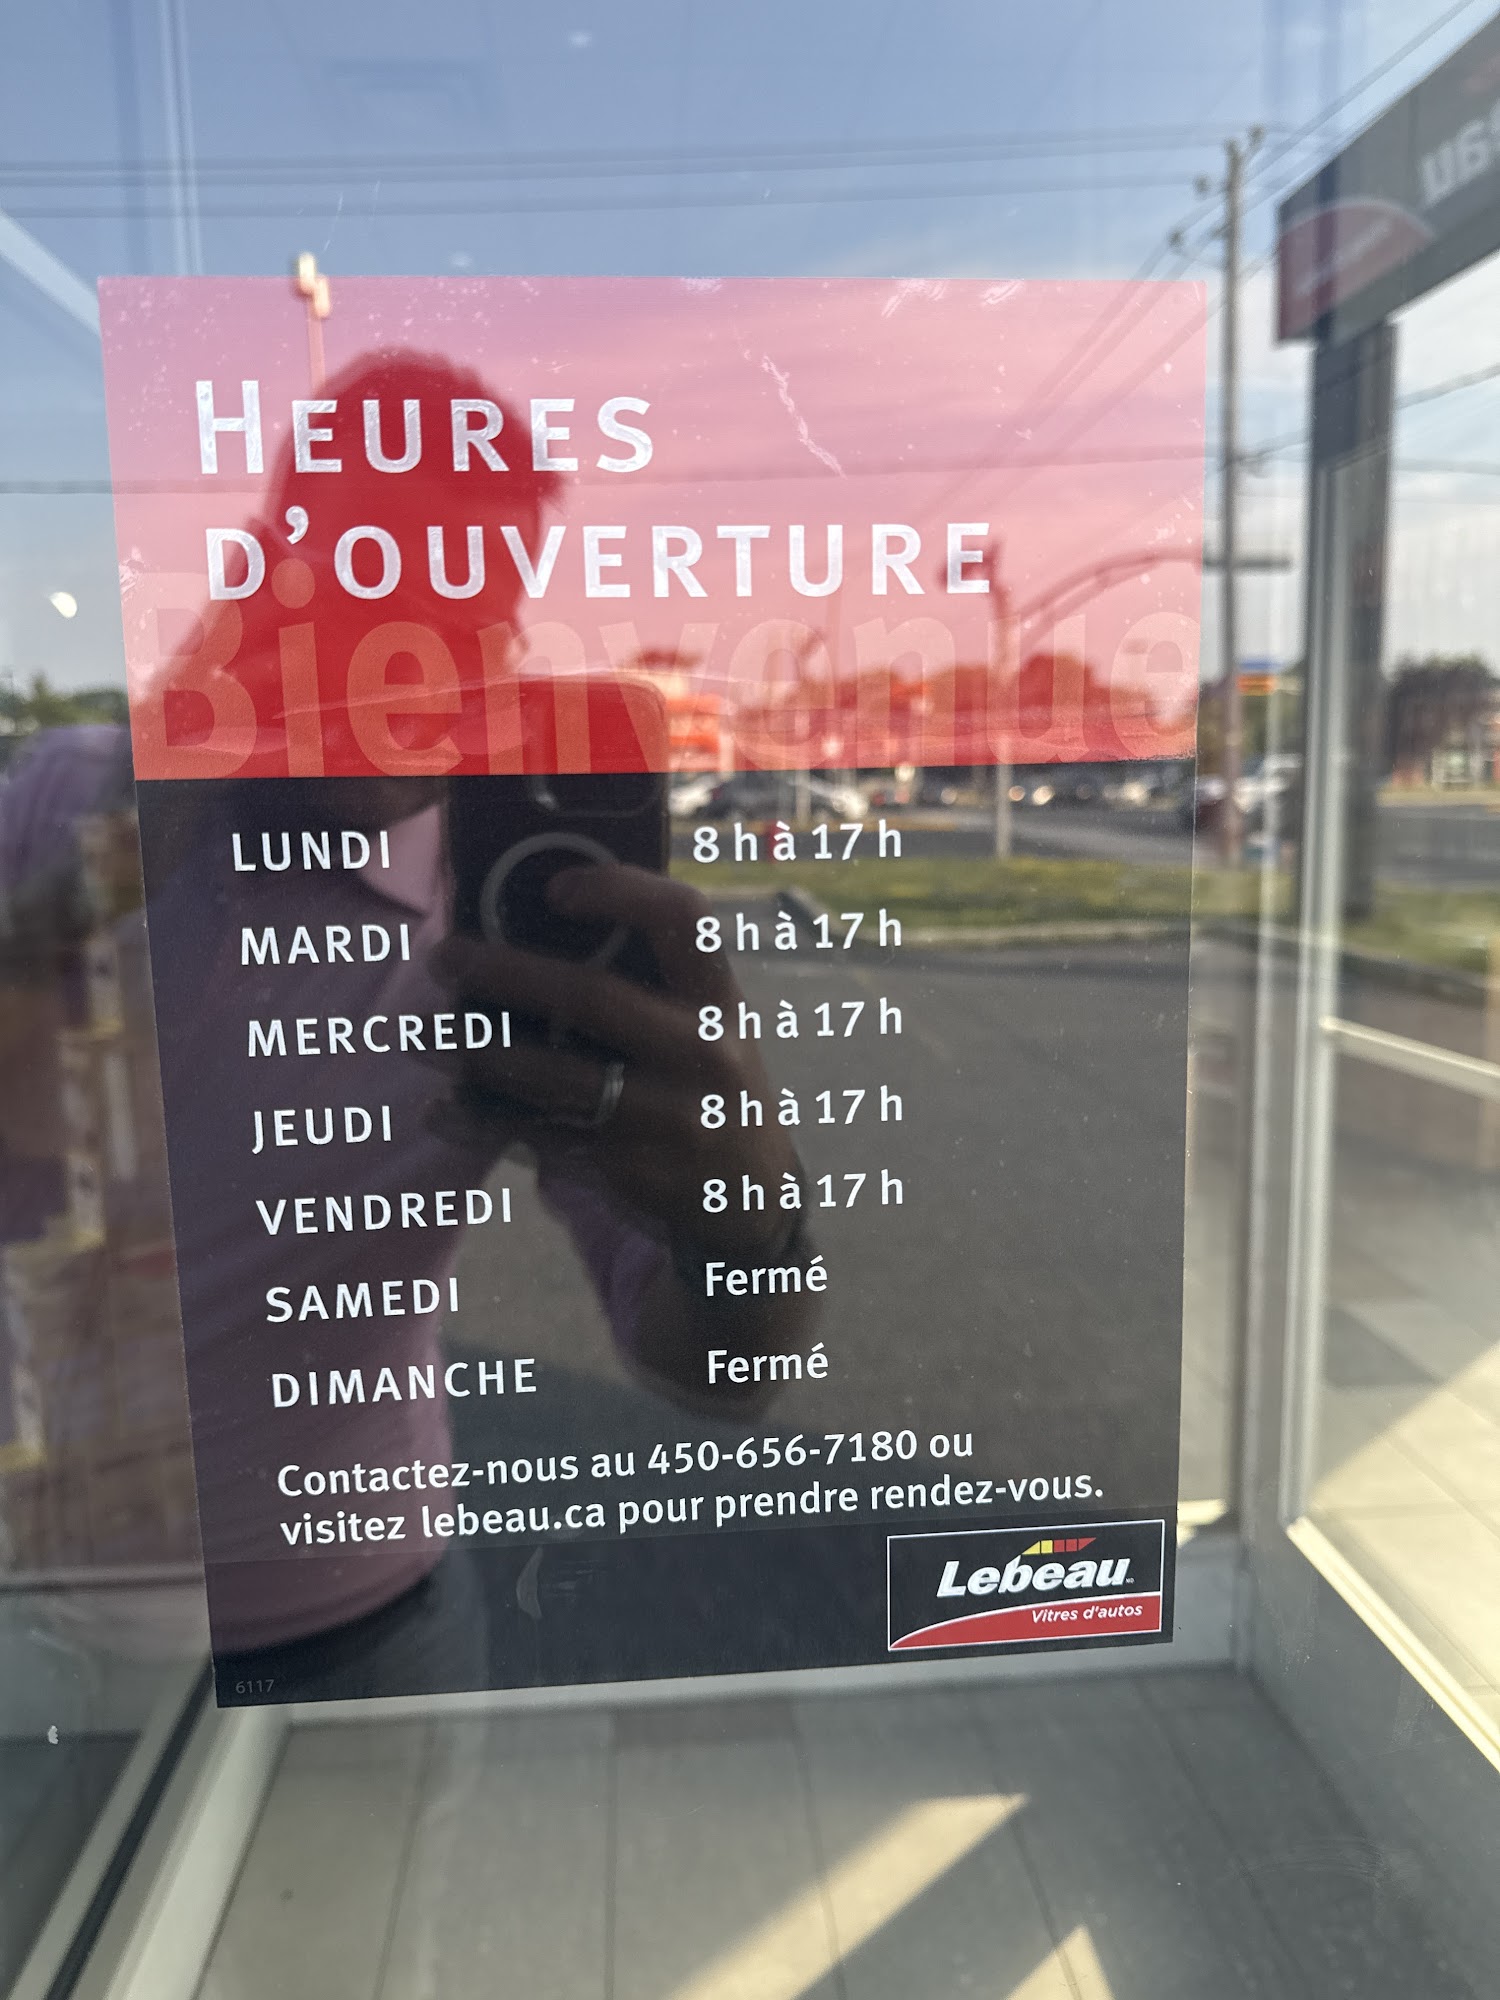 HEURES
D'OUVERTURE
Bienvenue
LUNDI 8 h à 17 h
MARDI 8 h à 17 h
MERCREDI 8 h à 17 h
JEUDI 8 h à 17 h
VENDREDI 8 h à 17 h
SAMEDI Fermé
DIMANCHE Fermé
Contactez-nous au 450-656-7180 ou
visitez lebeau.ca pour prendre rendez-vous.
Lebeau
Vitres d'autos
6117